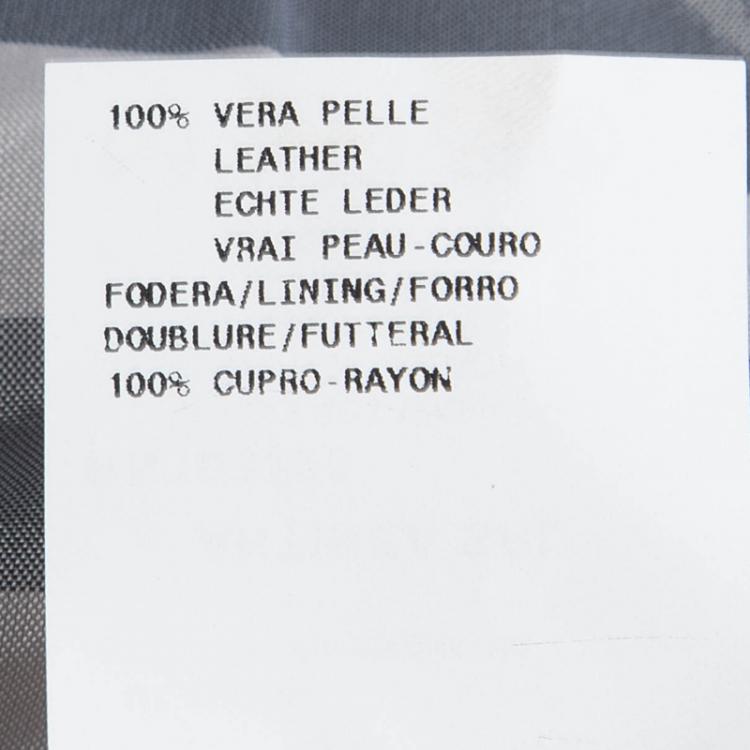 100% VERA PELLE
LEATHER
ECHTE LEDER
VRAI PEAU-COURO
FODERA/LINING/FORRO
DOUBLURE/FUTTERAL
100% CUPRO-RAYON